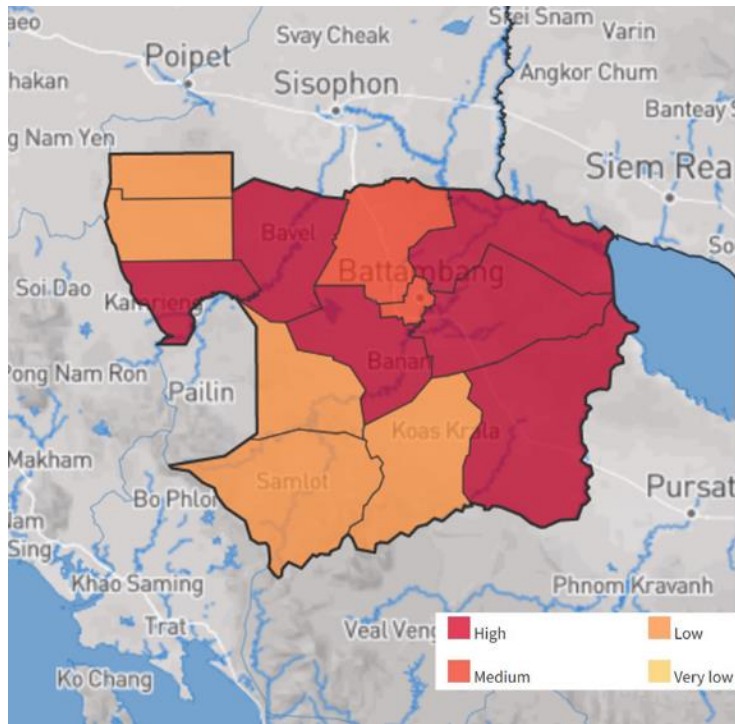 Skei Snam
aeo
Svay Cheak
Varin
Poipet
Angkor Chum
hakan
Sisophon
Banteay S
g Nam Yen
Siem Rea
Bavel
So
Battambang
Soi Dao
Kamrieng
Banan
Pong Nam Ron
Pailin
Koas Krala
Makham
Samlot
Bo Phloi
Pursat
Nam
Sing
Khao Saming
Phnom Kravanh
Trat
Veal Veng
High
Low
Ko Chang
Medium
Very low